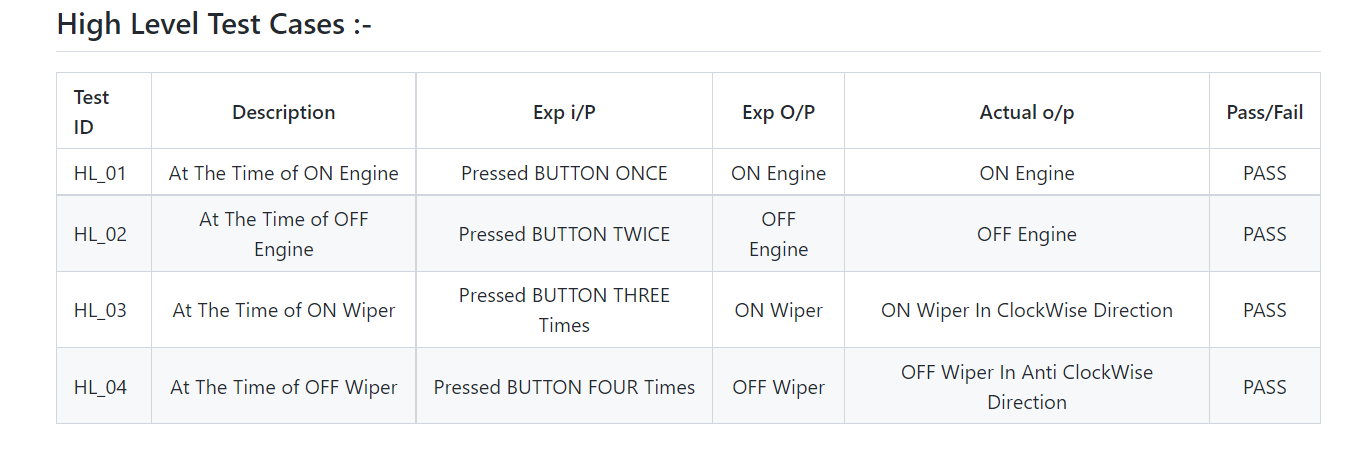 High Level Test Cases :-
Test
ID
Description
Exp i/P
Exp O/P
Actual o/p
Pass/Fail
HL_01
At The Time of ON Engine
Pressed BUTTON ONCE
ON Engine
ON Engine
PASS
HL_02
At The Time of OFF
Engine
Pressed BUTTON TWICE
OFF
Engine
OFF Engine
PASS
HL_03
At The Time of ON Wiper
Pressed BUTTON THREE
Times
ON Wiper
ON Wiper In ClockWise Direction
PASS
HL_04
At The Time of OFF Wiper
Pressed BUTTON FOUR Times
OFF Wiper
OFF Wiper In Anti ClockWise
Direction
PASS